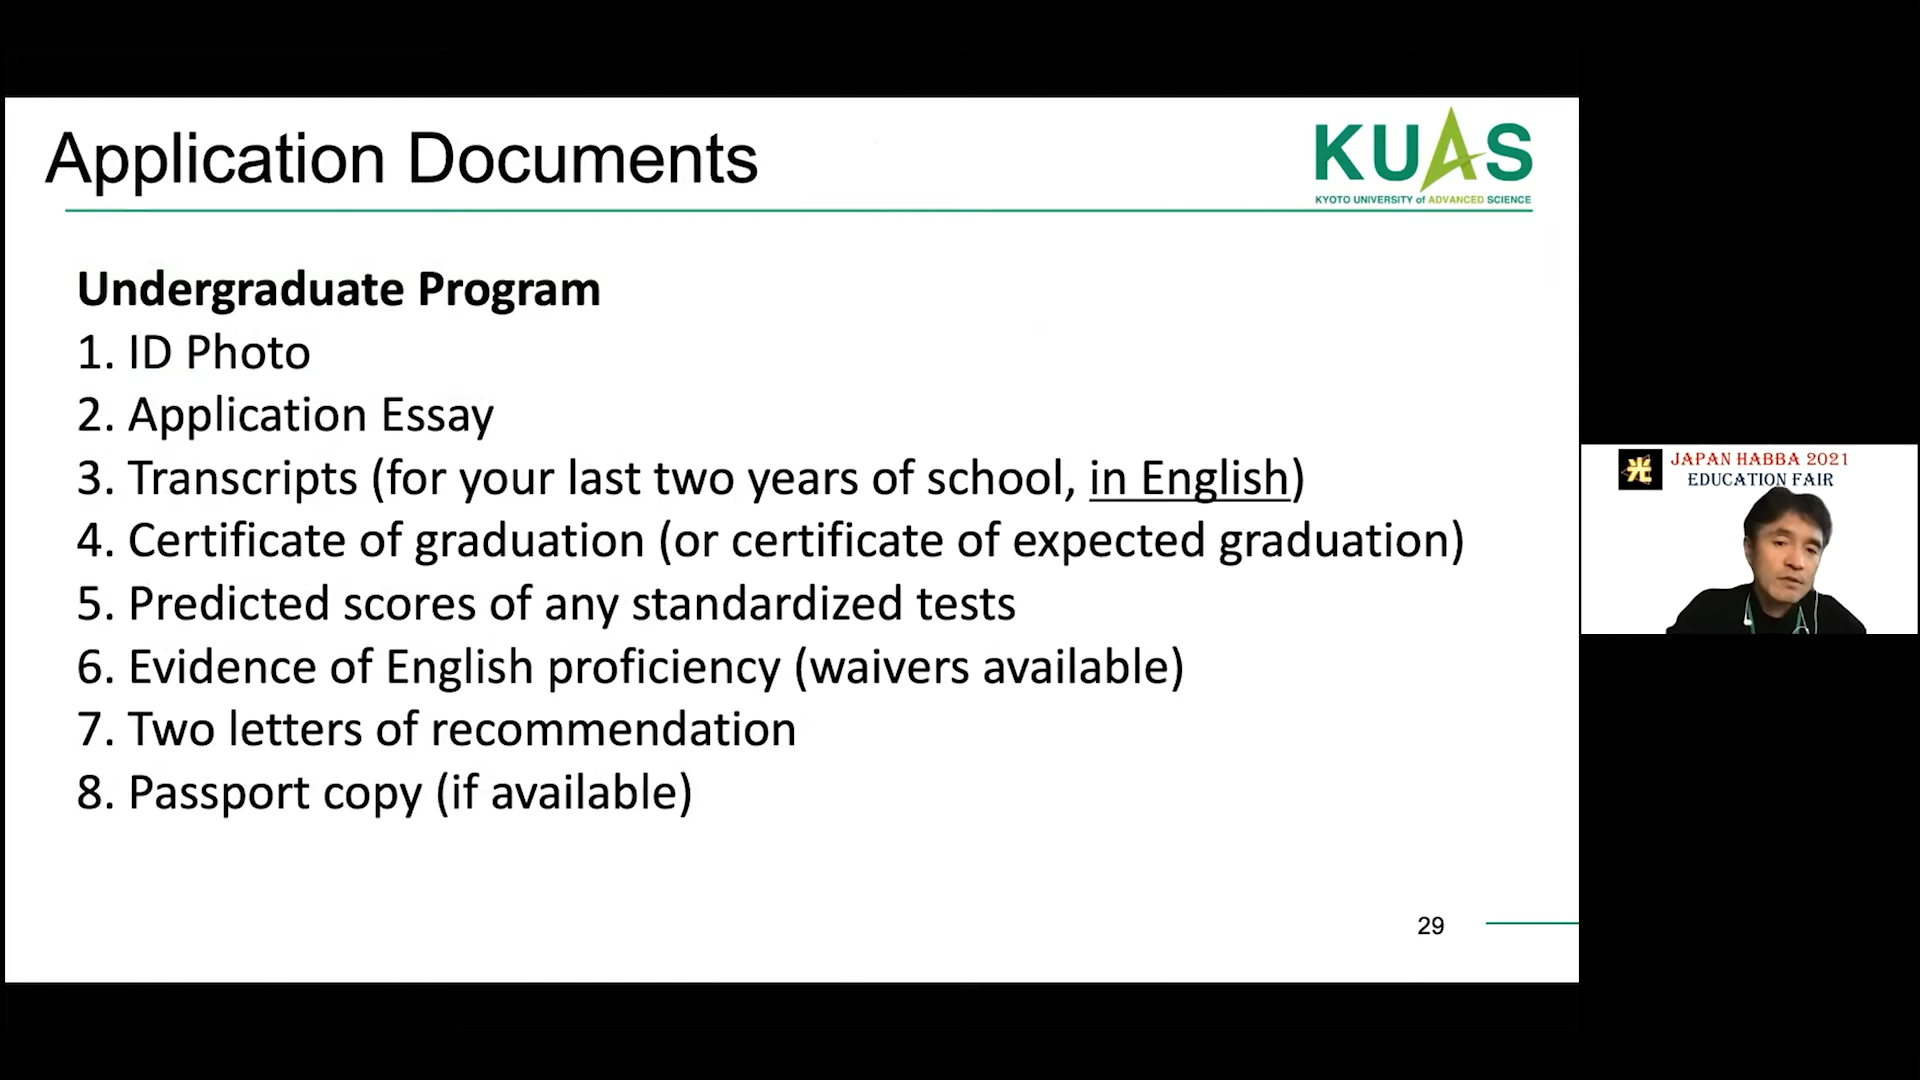 Application Documents
KUAS
KYOTO UNIVERSITY of ADVANCED SCIENCE
Undergraduate Program
1. ID Photo
2. Application Essay
3. Transcripts (for your last two years of school, in English)
4. Certificate of graduation (or certificate of expected graduation)
5. Predicted scores of any standardized tests
6. Evidence of English proficiency (waivers available)
7. Two letters of recommendation
8. Passport copy (if available)
29
光
JAPAN HABBA 2021
EDUCATION FAIR